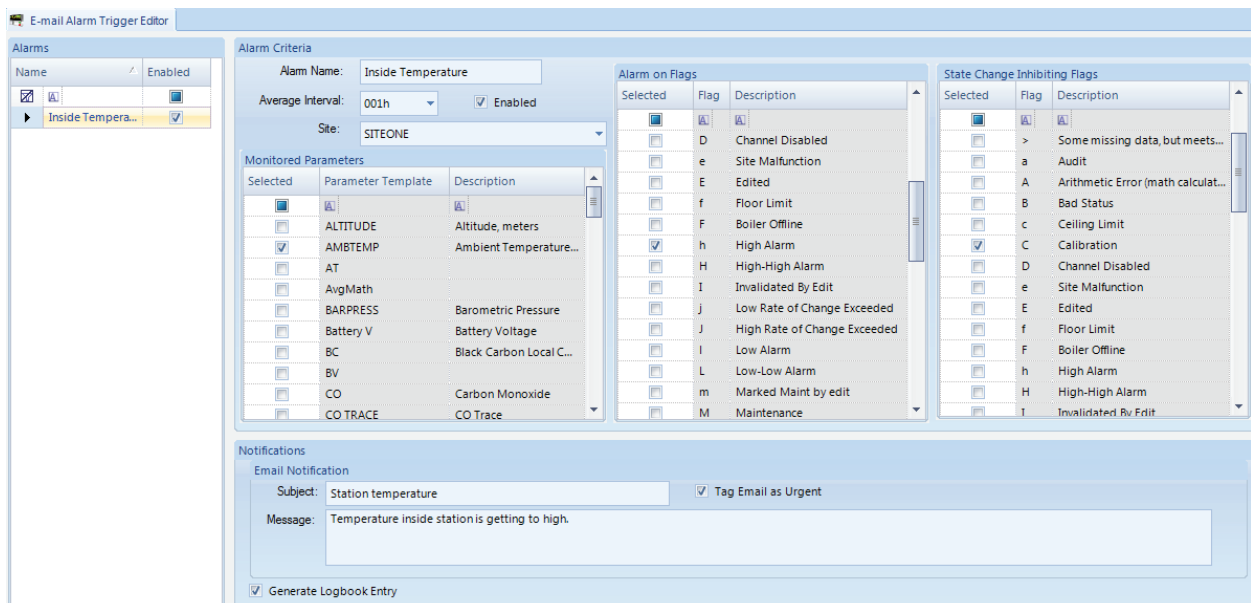 E-mail Alarm Trigger Editor
Alarms
Name Enabled
Inside Tempera...
Alarm Criteria
Alarm Name: Inside Temperature
Average Interval: 001h Enabled
Site: SITEONE
Monitored Parameters
Selected Parameter Template Description
ALTITUDE Altitude, meters
AMBTEMP Ambient Temperature...
AT
AvgMath
BARPRESS Barometric Pressure
Battery V Battery Voltage
BC Black Carbon Local C...
BV
CO Carbon Monoxide
CO TRACE CO Trace
Alarm on Flags
Selected Flag Description
D Channel Disabled
e Site Malfunction
E Edited
f Floor Limit
F Boiler Offline
h High Alarm
H High-High Alarm
I Invalidated By Edit
j Low Rate of Change Exceeded
J High Rate of Change Exceeded
l Low Alarm
L Low-Low Alarm
m Marked Maint by edit
M Maintenance
State Change Inhibiting Flags
Selected Flag Description
> Some missing data, but meets...
a Audit
A Arithmetic Error (math calculat...
B Bad Status
c Ceiling Limit
C Calibration
D Channel Disabled
e Site Malfunction
E Edited
f Floor Limit
F Boiler Offline
h High Alarm
H High-High Alarm
I Invalidated By Edit
Notifications
Email Notification
Subject: Station temperature Tag Email as Urgent
Message: Temperature inside station is getting to high.
Generate Logbook Entry